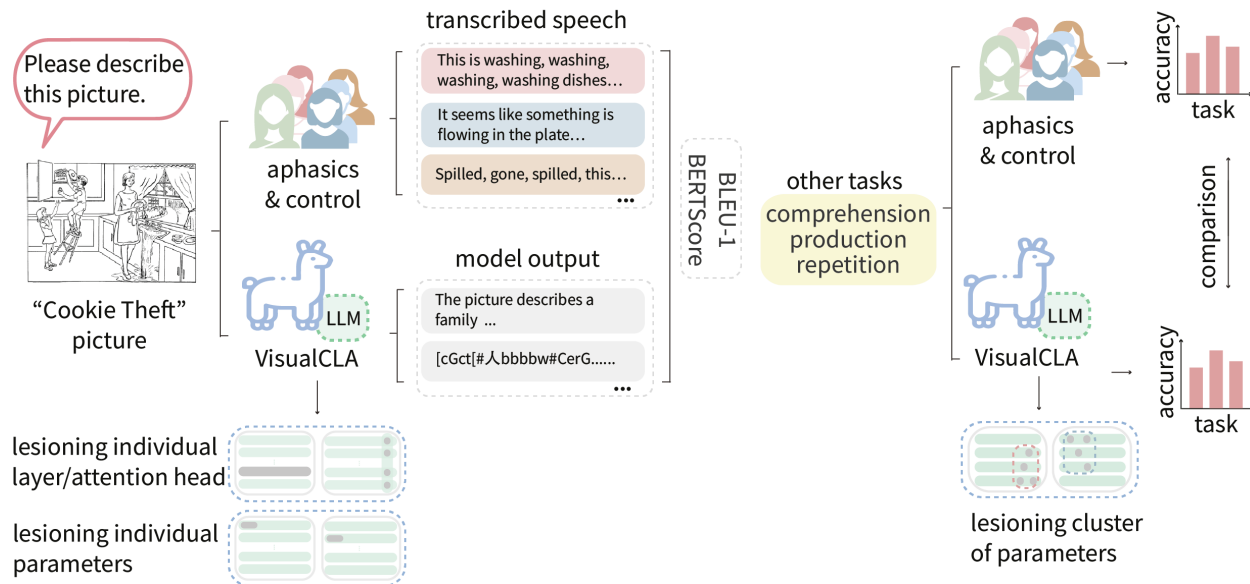 Please describe
this picture.
“Cookie Theft”
picture
aphasics
& control
LLM
VisualCLA
transcribed speech
This is washing, washing,
washing, washing dishes…
It seems like something is
flowing in the plate…
Spilled, gone, spilled, this…
•••
model output
The picture describes a
family ...
[cGct[#人bbbbw#CerG......
•••
BLEU-1
BERTScore
other tasks
comprehension
production
repetition
aphasics
& control
LLM
VisualCLA
accuracy
task
comparison
accuracy
task
lesioning individual
layer/attention head
lesioning individual
parameters
lesioning cluster
of parameters